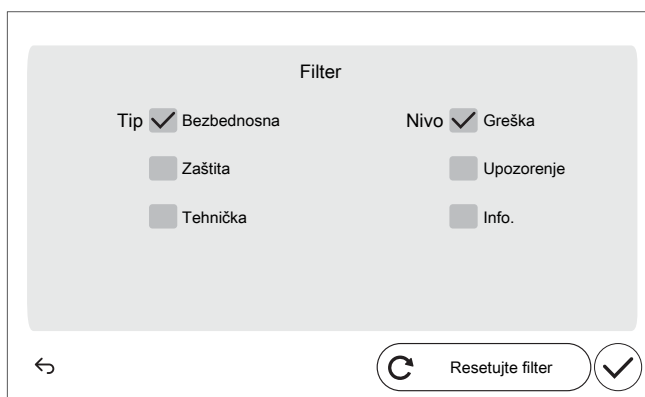 Filter
Tip Bezbednosna Nivo Greška
Zaštita Upozorenje
Tehnička Info.
Resetujte filter